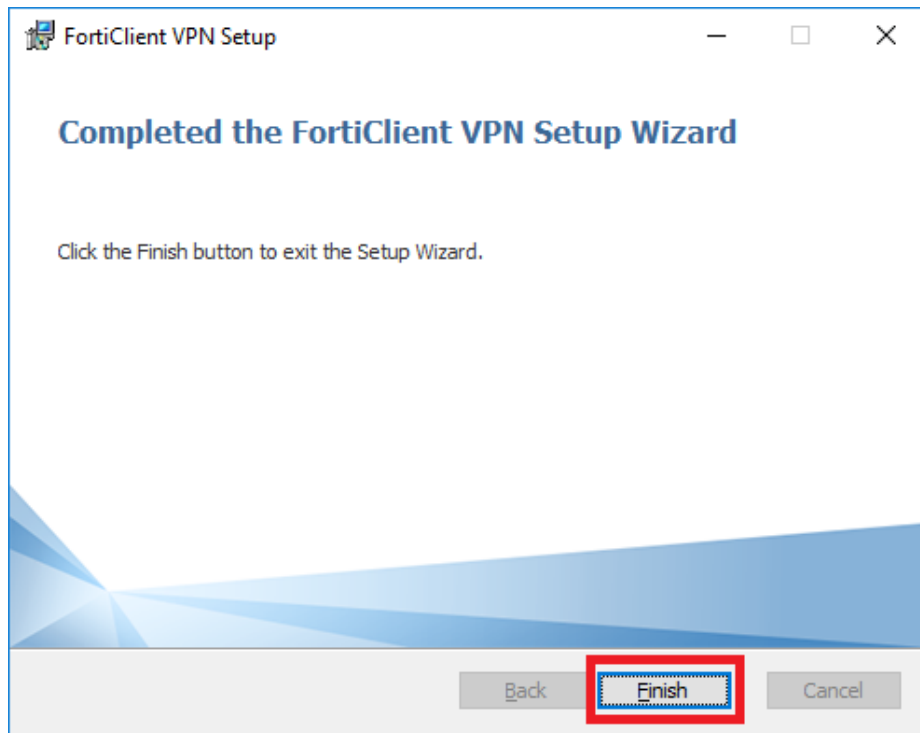 FortiClient VPN Setup
Completed the FortiClient VPN Setup Wizard
Click the Finish button to exit the Setup Wizard.
Back Finish Cancel